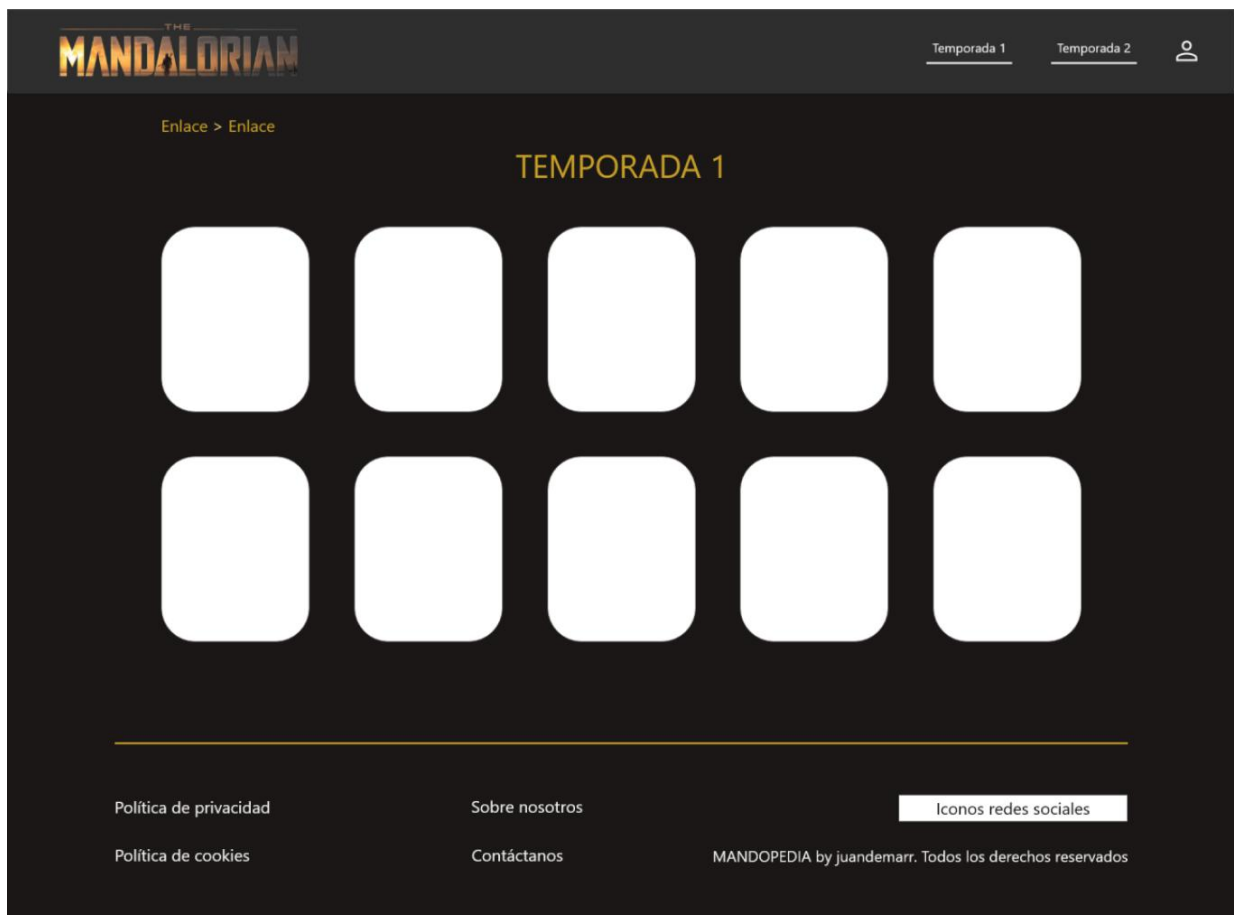 THE
MANDALORIAN
Temporada 1
Temporada 2
Enlace > Enlace
TEMPORADA 1
Política de privacidad
Sobre nosotros
Iconos redes sociales
Política de cookies
Contáctanos
MANDOPEDIA by juandemarr. Todos los derechos reservados